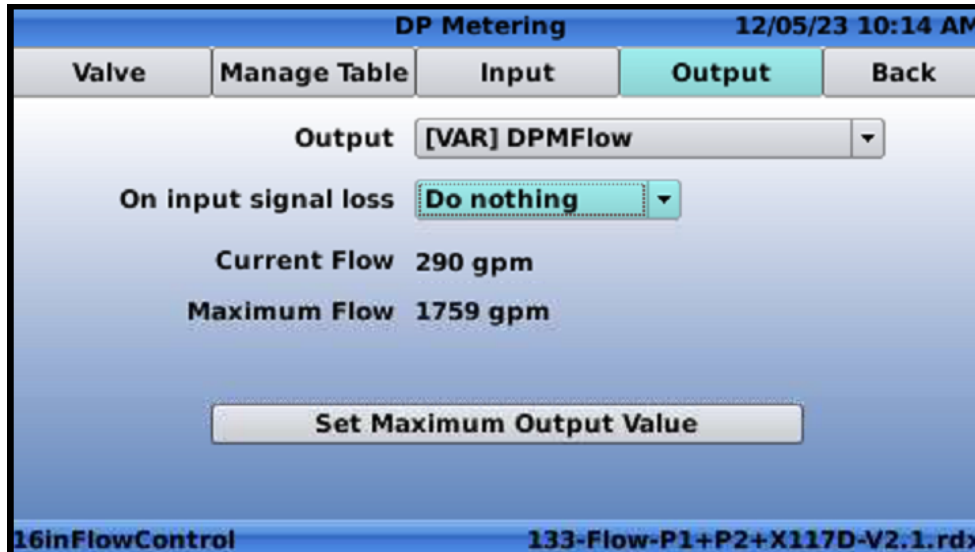 DP Metering 12/05/23 10:14 AM
Valve Manage Table Input Output Back
Output [VAR] DPMFlow
On input signal loss Do nothing
Current Flow 290 gpm
Maximum Flow 1759 gpm
Set Maximum Output Value
16inFlowControl 133-Flow-P1+P2+X117D-V2.1.rdx